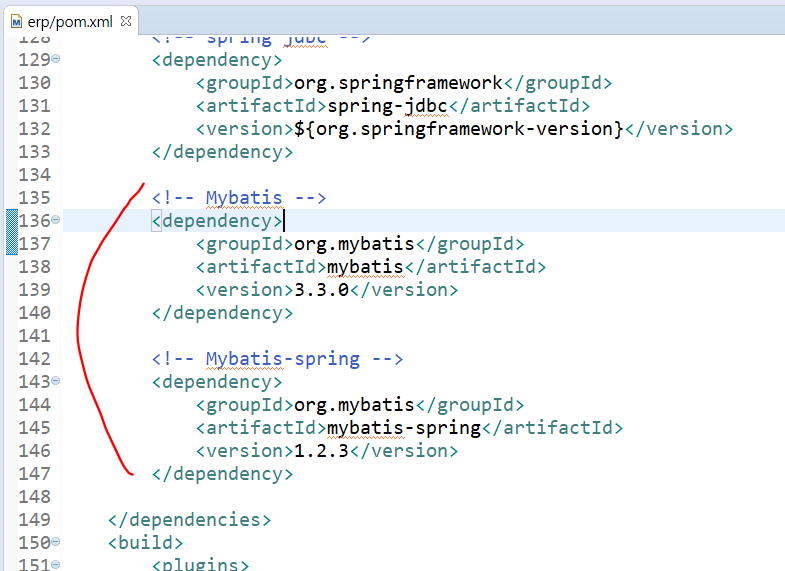 erp/pom.xml
128 <!-- spring jdbc -->
129 <dependency>
130 <groupId>org.springframework</groupId>
131 <artifactId>spring-jdbc</artifactId>
132 <version>${org.springframework-version}</version>
133 </dependency>
134
135 <!-- Mybatis -->
136 <dependency>
137 <groupId>org.mybatis</groupId>
138 <artifactId>mybatis</artifactId>
139 <version>3.3.0</version>
140 </dependency>
141
142 <!-- Mybatis-spring -->
143 <dependency>
144 <groupId>org.mybatis</groupId>
145 <artifactId>mybatis-spring</artifactId>
146 <version>1.2.3</version>
147 </dependency>
148
149 </dependencies>
150 <build>
151 <plugins>